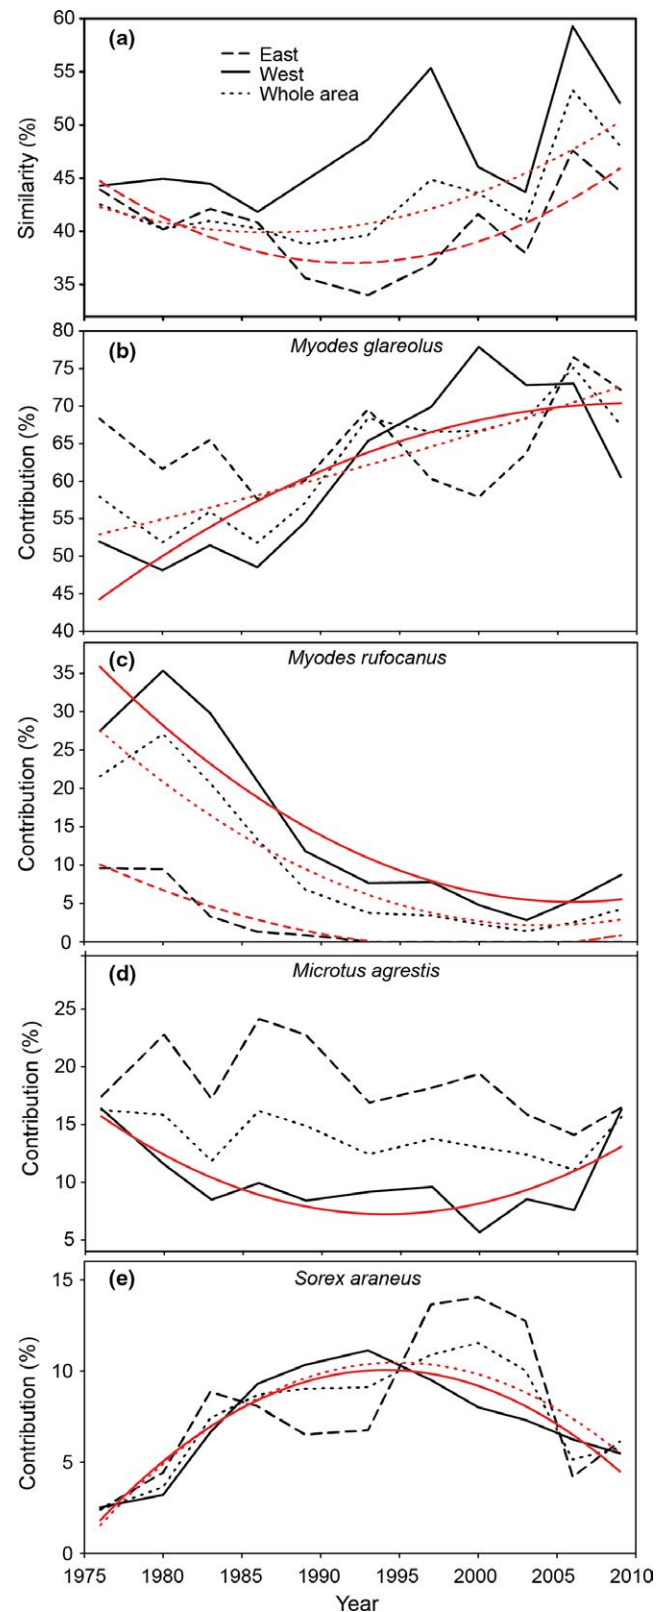 (a)
East
West
Whole area
60
55
50
45
40
35
Similarity (%)
(b)
Myodes glareolus
80
75
70
65
60
55
50
45
40
Contribution (%)
(c)
Myodes rufocanus
35
30
25
20
15
10
5
0
Contribution (%)
(d)
Microtus agrestis
25
20
15
10
5
Contribution (%)
(e)
Sorex araneus
15
10
5
0
Contribution (%)
1975 1980 1985 1990 1995 2000 2005 2010
Year